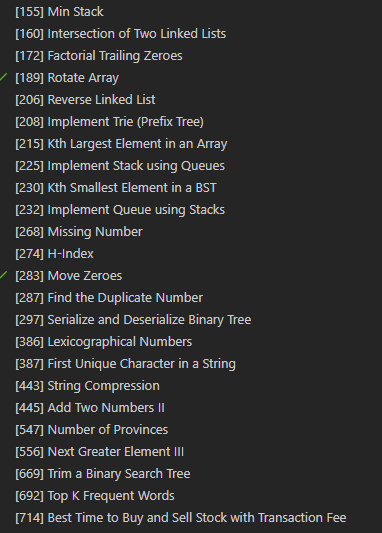 [155] Min Stack
[160] Intersection of Two Linked Lists
[172] Factorial Trailing Zeroes
[189] Rotate Array
[206] Reverse Linked List
[208] Implement Trie (Prefix Tree)
[215] Kth Largest Element in an Array
[225] Implement Stack using Queues
[230] Kth Smallest Element in a BST
[232] Implement Queue using Stacks
[268] Missing Number
[274] H-Index
[283] Move Zeroes
[287] Find the Duplicate Number
[297] Serialize and Deserialize Binary Tree
[386] Lexicographical Numbers
[387] First Unique Character in a String
[443] String Compression
[445] Add Two Numbers II
[547] Number of Provinces
[556] Next Greater Element III
[669] Trim a Binary Search Tree
[692] Top K Frequent Words
[714] Best Time to Buy and Sell Stock with Transaction Fee